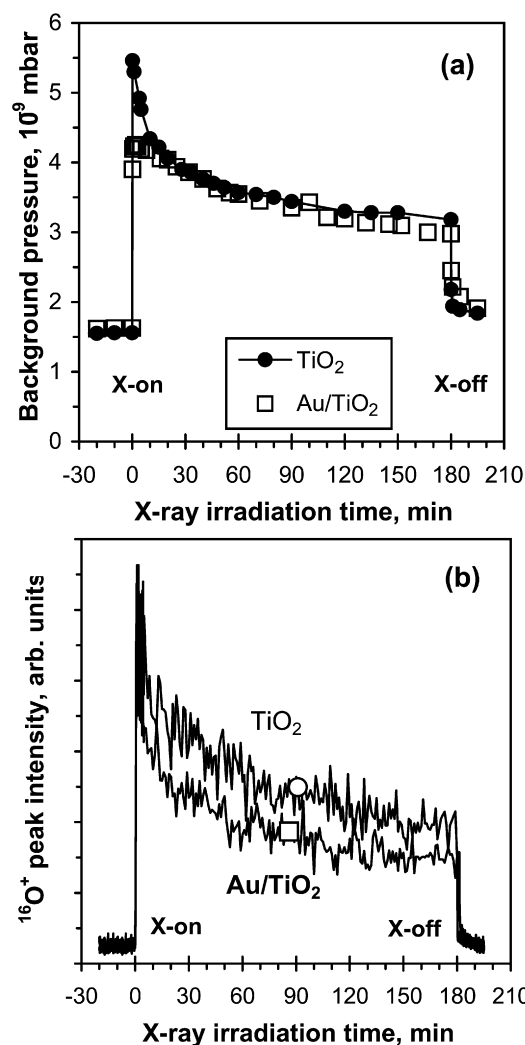 (a)
6
5
4
3
2
1
0
Background pressure, 10⁹ mbar
X-on
X-off
TiO₂
Au/TiO₂
-30 0 30 60 90 120 150 180 210
X-ray irradiation time, min
(b)
¹⁶O⁺ peak intensity, arb. units
TiO₂
Au/TiO₂
X-on
X-off
-30 0 30 60 90 120 150 180 210
X-ray irradiation time, min